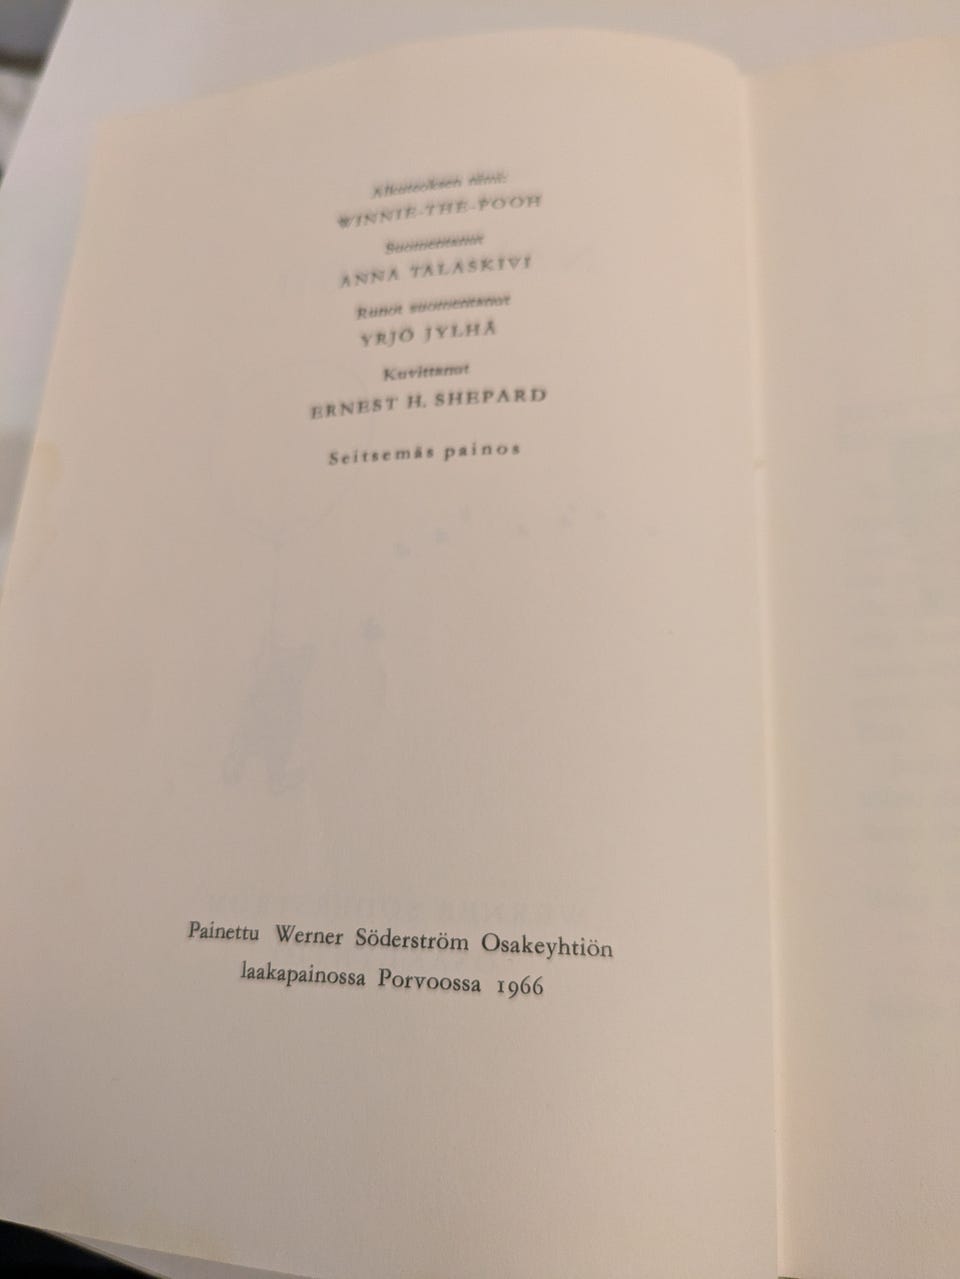 Alkuteoksen nimi:
WINNIE-THE-POOH
Suomentanut
ANNA TALASKIVI
Runot suomentanut
YRJÖ JYLHÄ
Kuvittanut
ERNEST H. SHEPARD
Seitsemäs painos
Painettu Werner Söderström Osakeyhtiön
laakapainossa Porvoossa 1966